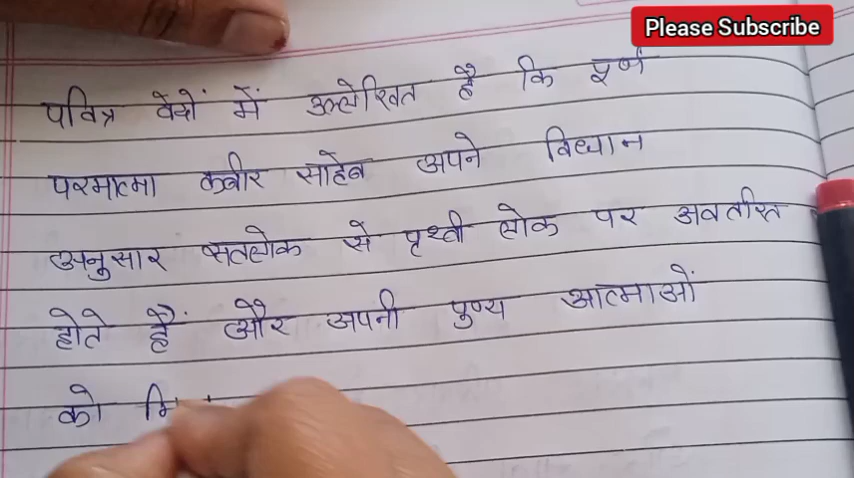 Please Subscribe
पवित्र वेदों में उल्लेखित है कि पूर्ण
परमात्मा कबीर साहेब अपने विधान
अनुसार सतलोक से पृथ्वी लोक पर अवतरित
होते हैं और अपनी पुण्य आत्माओं
को